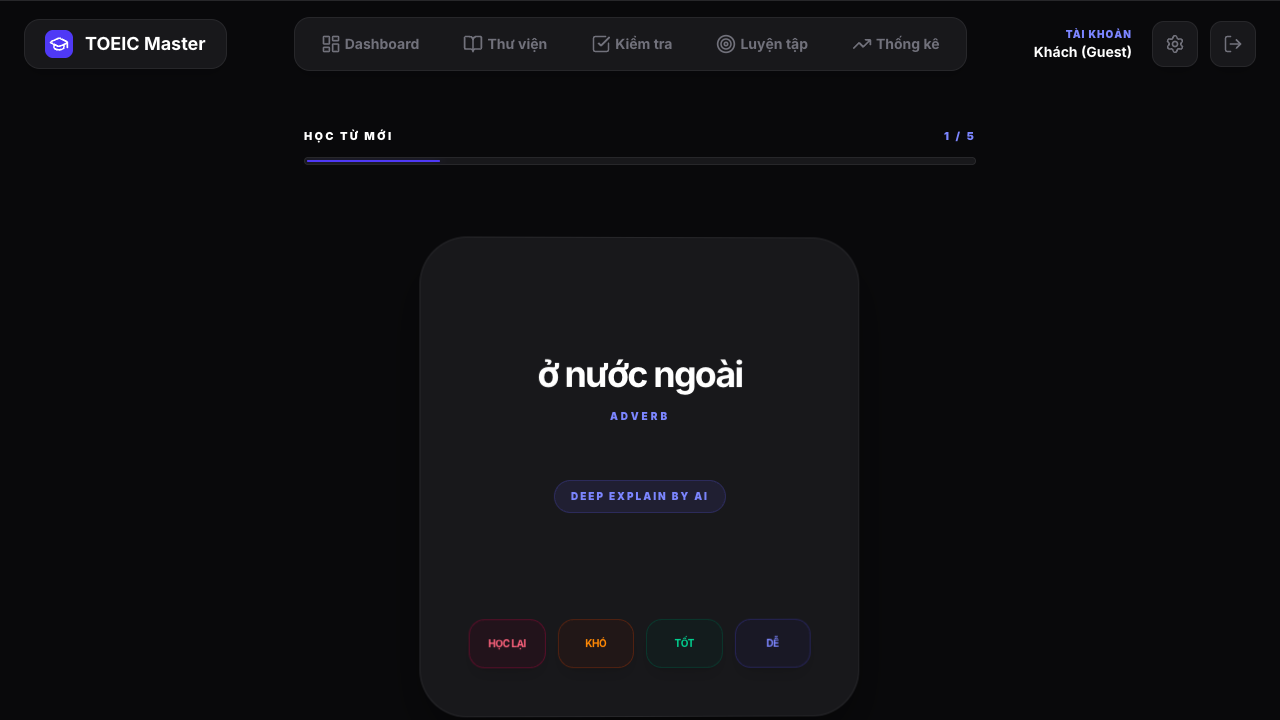 TOEIC Master
Dashboard
Thư viện
Kiểm tra
Luyện tập
Thống kê
TÀI KHOẢN
Khách (Guest)
HỌC TỪ MỚI
1 / 5
ở nước ngoài
ADVERB
DEEP EXPLAIN BY AI
HỌC LẠI
KHÓ
TỐT
DỄ